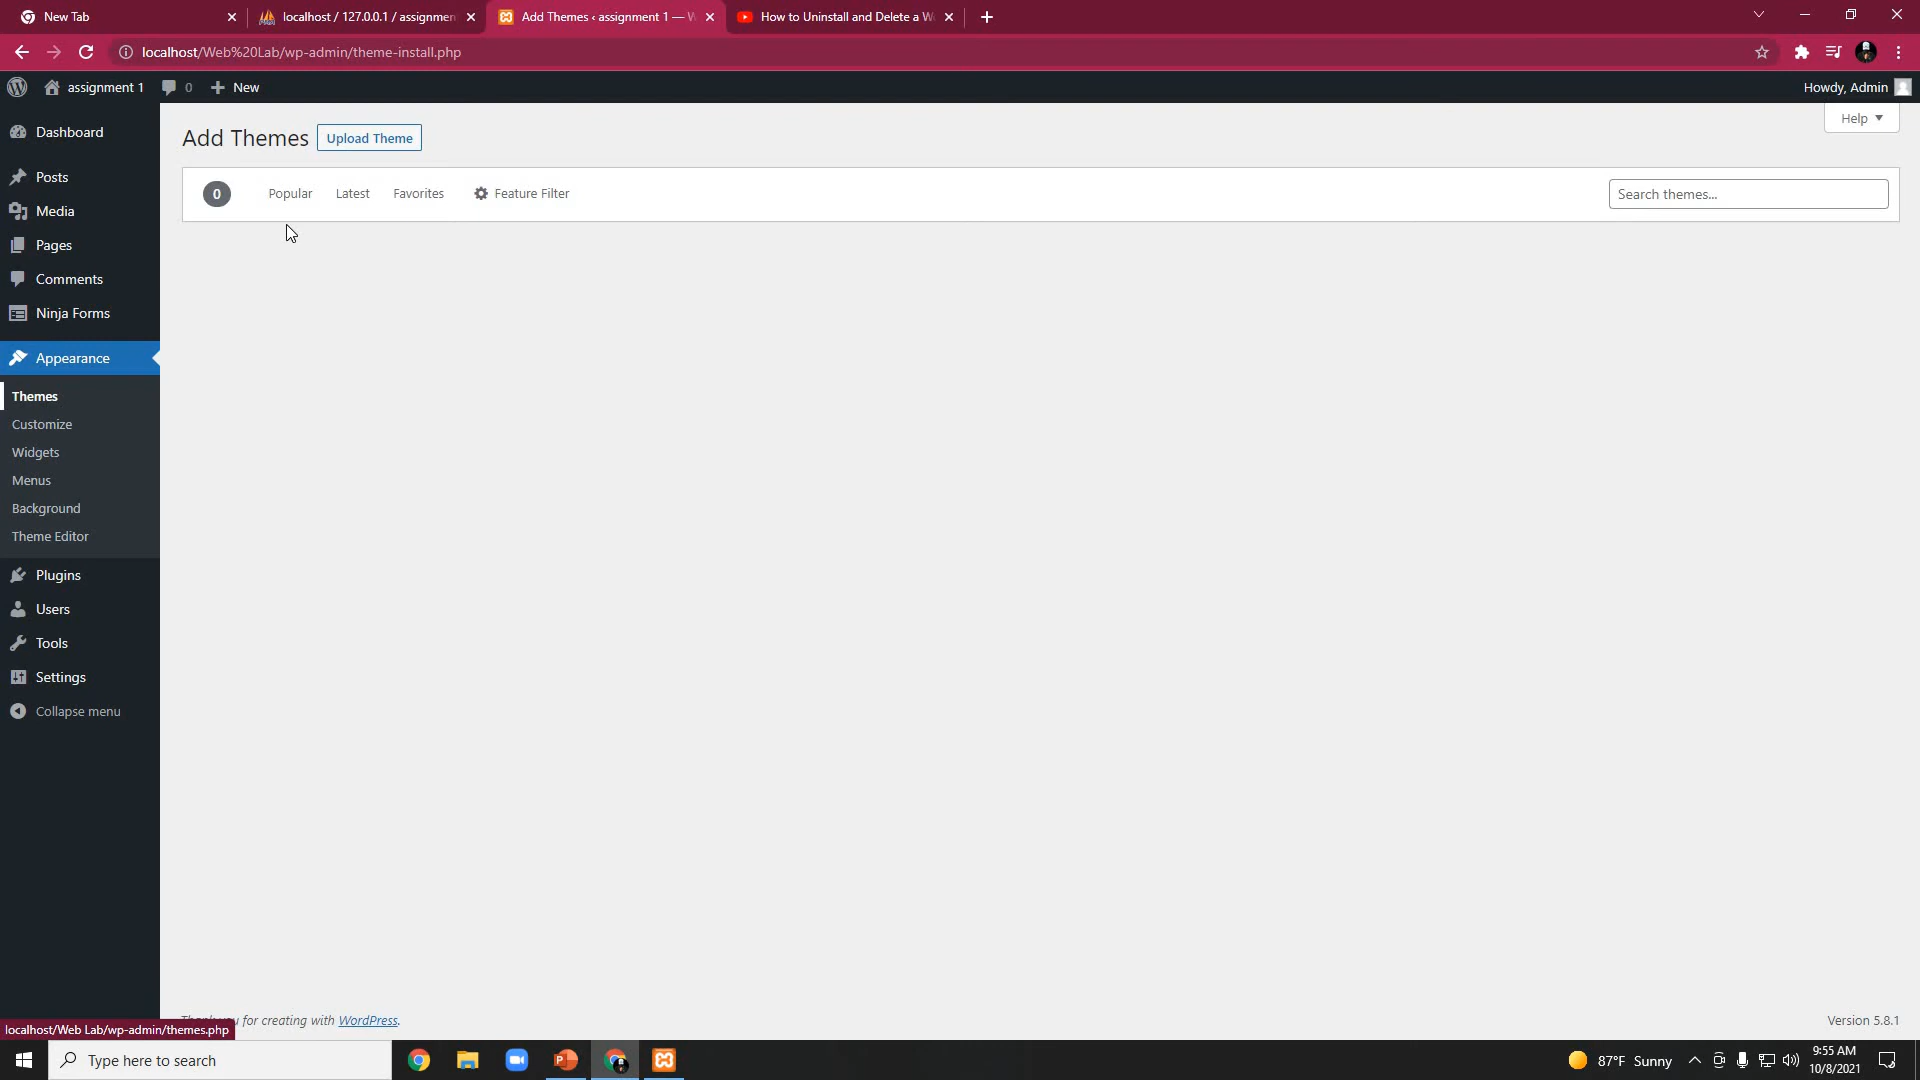 New Tab
localhost / 127.0.0.1 / assignmen
Add Themes ‹ assignment 1 — W
How to Uninstall and Delete a W
localhost/Web%20Lab/wp-admin/theme-install.php
assignment 1
0
New
Howdy, Admin
Dashboard
Posts
Media
Pages
Comments
Ninja Forms
Appearance
Themes
Customize
Widgets
Menus
Background
Theme Editor
Plugins
Users
Tools
Settings
Collapse menu
Add Themes
Upload Theme
Help
0
Popular
Latest
Favorites
Feature Filter
Search themes...
for creating with WordPress.
Version 5.8.1
localhost/Web Lab/wp-admin/themes.php
Type here to search
87°F Sunny
9:55 AM
10/8/2021